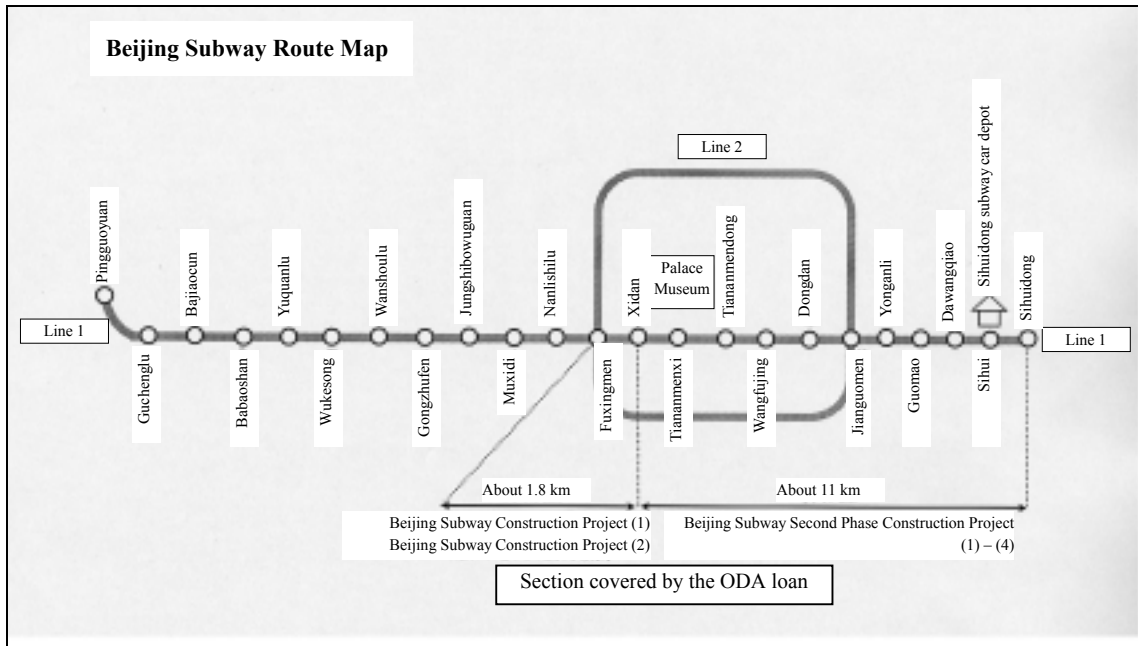 Beijing Subway Route Map
Line 2
Pingguoyuan
Bajiaocun
Yuquanlu
Wanshoulu
Jungshibowuguan
Nanlishilu
Xidan
Palace
Museum
Tiananmendong
Dongdan
Yonganli
Dawangqiao
Sihuidong subway car depot
Sihuidong
Line 1
Line 1
Guchenglu
Babaoshan
Wukesong
Gongzhufen
Muxidi
Fuxingmen
Tiananmenxi
Wangfujing
Jianguomen
Guomao
Sihui
About 1.8 km
About 11 km
Beijing Subway Construction Project (1)
Beijing Subway Construction Project (2)
Beijing Subway Second Phase Construction Project
(1) – (4)
Section covered by the ODA loan